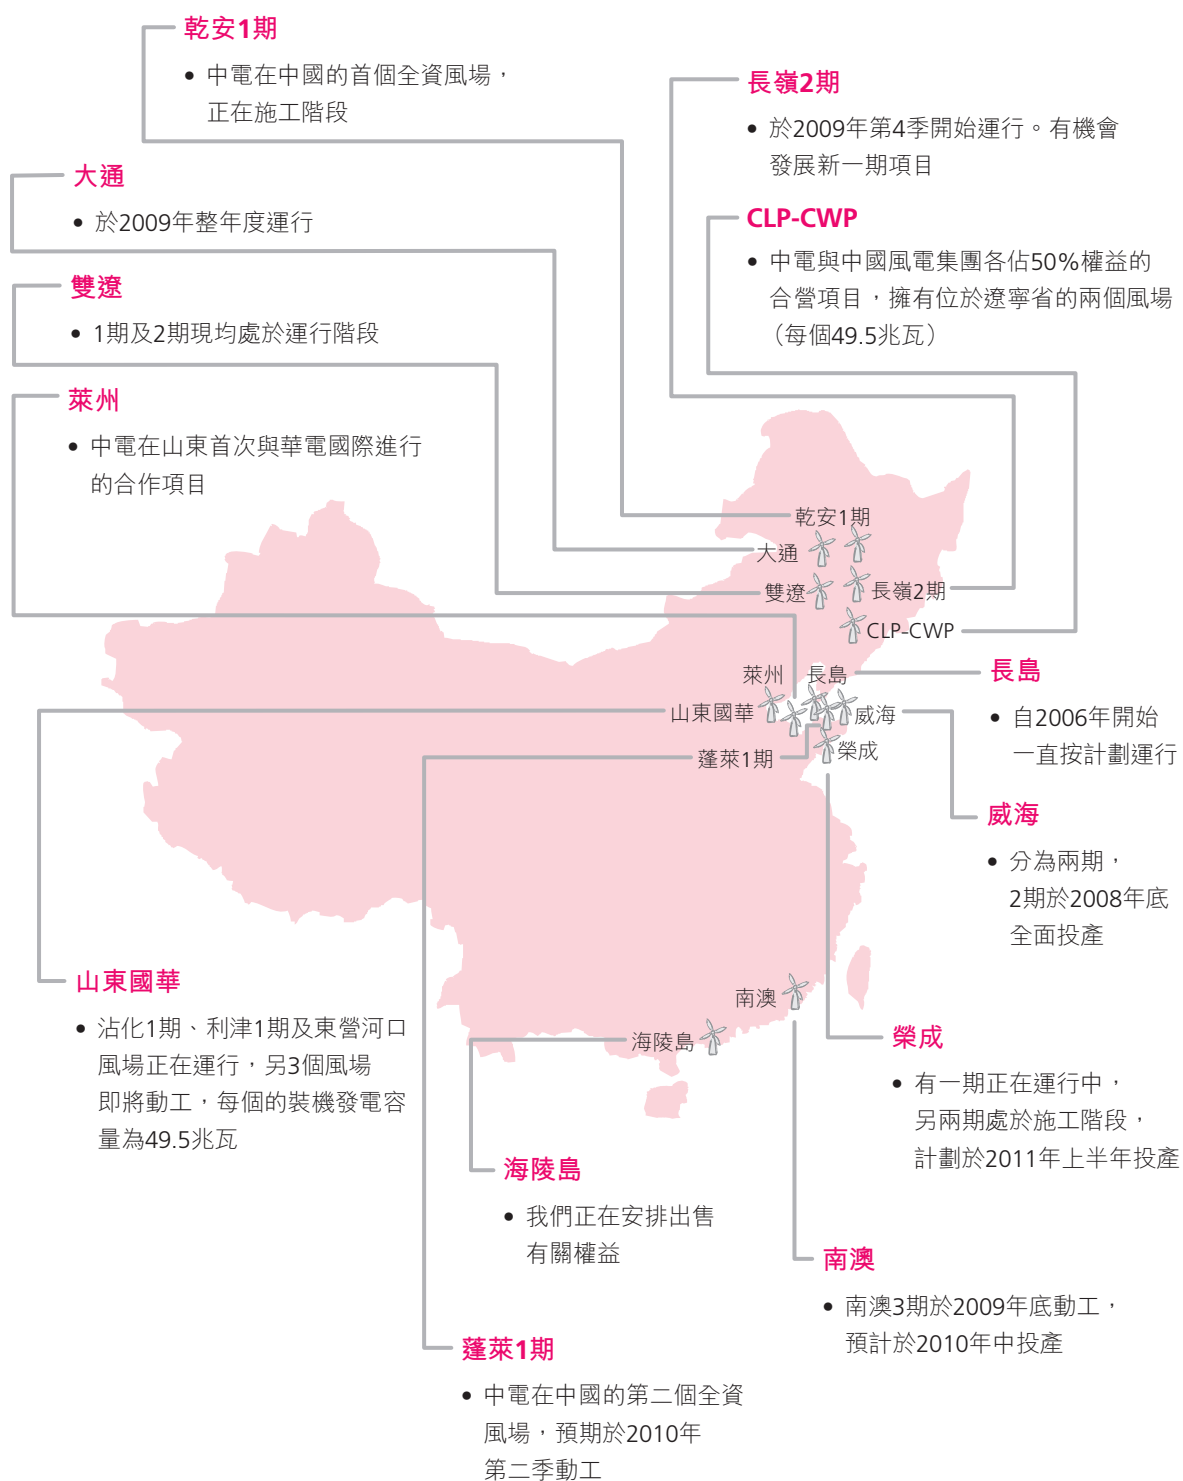 乾安1期
• 中電在中國的首個全資風場，
正在施工階段
大通
• 於2009年整年度運行
雙遼
• 1期及2期現均處於運行階段
萊州
• 中電在山東首次與華電國際進行
的合作項目
長嶺2期
• 於2009年第4季開始運行。有機會
發展新一期項目
CLP-CWP
• 中電與中國風電集團各佔50%權益的
合營項目，擁有位於遼寧省的兩個風場
（每個49.5兆瓦）
乾安1期
大通
雙遼
長嶺2期
CLP-CWP
萊州
長島
山東國華
威海
蓬萊1期
榮成
南澳
海陵島
長島
• 自2006年開始
一直按計劃運行
威海
• 分為兩期，
2期於2008年底
全面投產
山東國華
• 沾化1期、利津1期及東營河口
風場正在運行，另3個風場
即將動工，每個的裝機發電容
量為49.5兆瓦
榮成
• 有一期正在運行中，
另兩期處於施工階段，
計劃於2011年上半年投產
海陵島
• 我們正在安排出售
有關權益
南澳
• 南澳3期於2009年底動工，
預計於2010年中投產
蓬萊1期
• 中電在中國的第二個全資
風場，預期於2010年
第二季動工